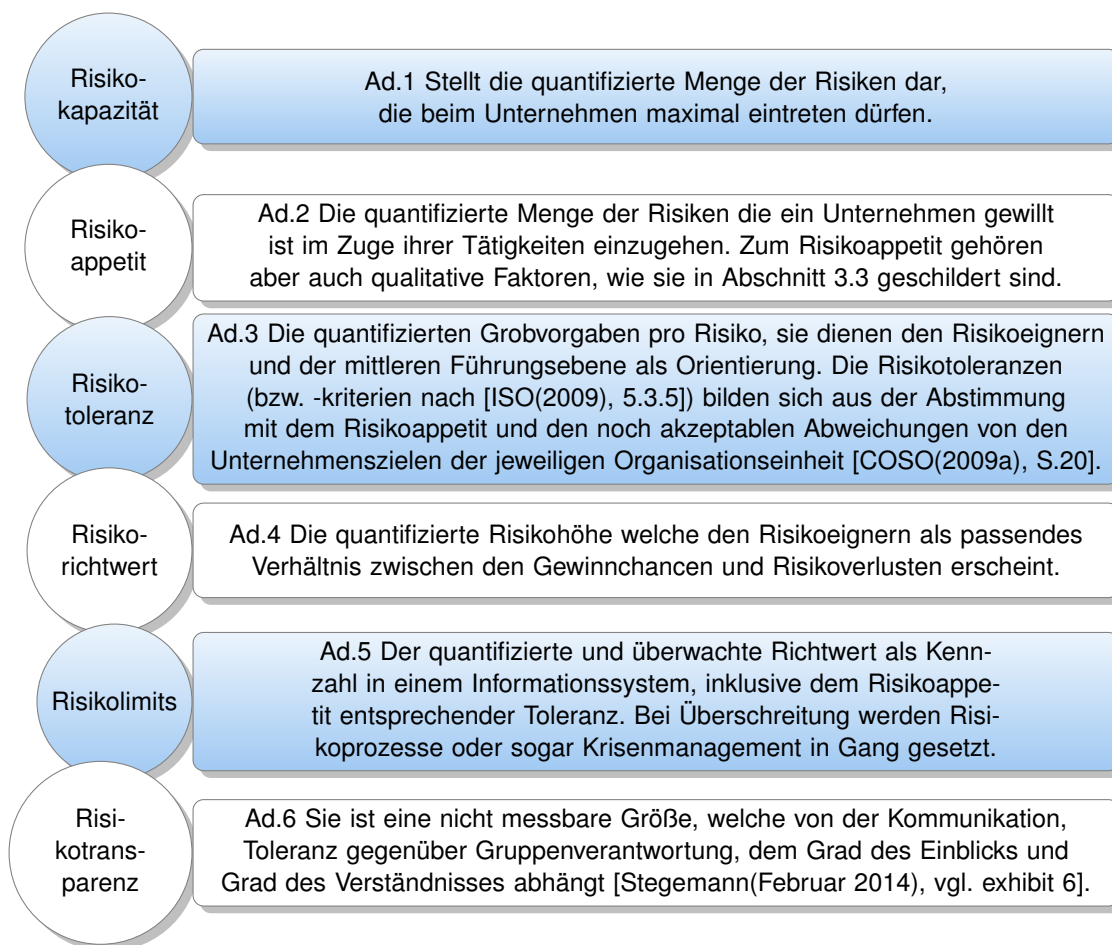 Risiko-
kapazität
Ad.1 Stellt die quantifizierte Menge der Risiken dar,
die beim Unternehmen maximal eintreten dürfen.
Risiko-
appetit
Ad.2 Die quantifizierte Menge der Risiken die ein Unternehmen gewillt
ist im Zuge ihrer Tätigkeiten einzugehen. Zum Risikoappetit gehören
aber auch qualitative Faktoren, wie sie in Abschnitt 3.3 geschildert sind.
Risiko-
toleranz
Ad.3 Die quantifizierten Grobvorgaben pro Risiko, sie dienen den Risikoeignern
und der mittleren Führungsebene als Orientierung. Die Risikotoleranzen
(bzw. -kriterien nach [ISO(2009), 5.3.5]) bilden sich aus der Abstimmung
mit dem Risikoappetit und den noch akzeptablen Abweichungen von den
Unternehmenszielen der jeweiligen Organisationseinheit [COSO(2009a), S.20].
Risiko-
richtwert
Ad.4 Die quantifizierte Risikohöhe welche den Risikoeignern als passendes
Verhältnis zwischen den Gewinnchancen und Risikoverlusten erscheint.
Risikolimits
Ad.5 Der quantifizierte und überwachte Richtwert als Kenn-
zahl in einem Informationssystem, inklusive dem Risikoappe-
tit entsprechender Toleranz. Bei Überschreitung werden Risi-
koprozesse oder sogar Krisenmanagement in Gang gesetzt.
Risi-
kotrans-
parenz
Ad.6 Sie ist eine nicht messbare Größe, welche von der Kommunikation,
Toleranz gegenüber Gruppenverantwortung, dem Grad des Einblicks und
Grad des Verständnisses abhängt [Stegemann(Februar 2014), vgl. exhibit 6].